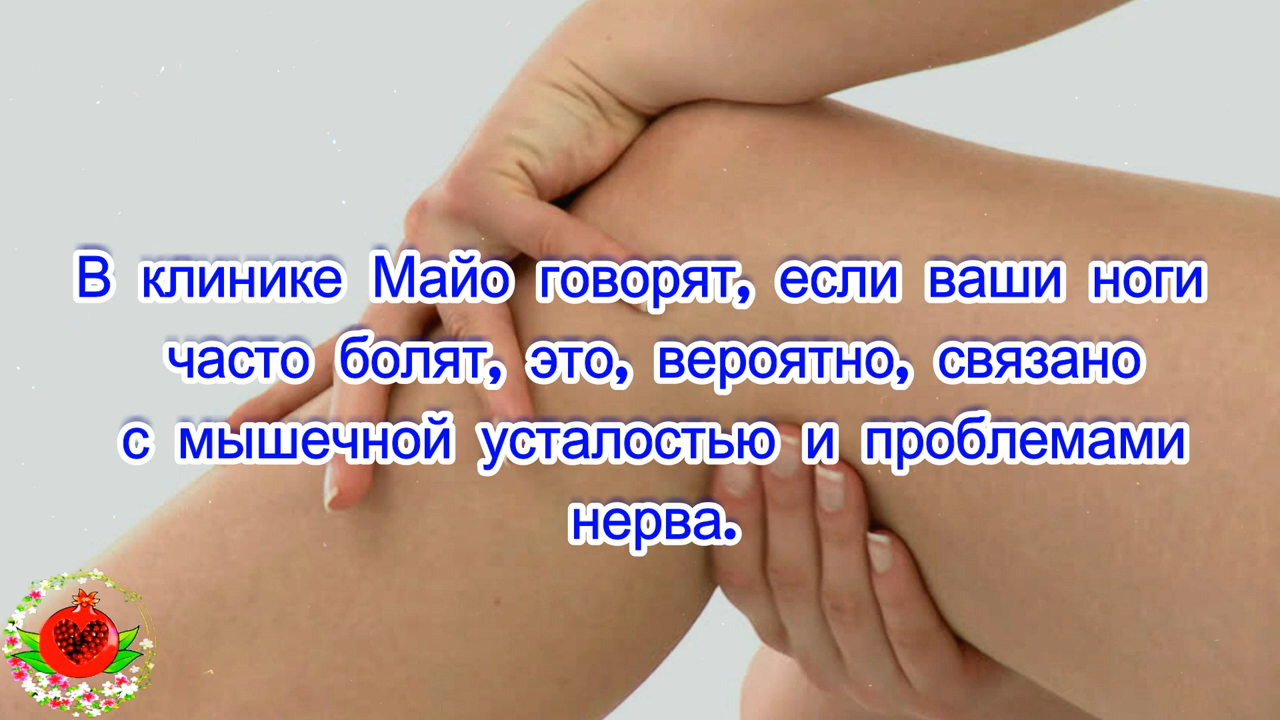 В клинике Майо говорят, если ваши ноги
часто болят, это, вероятно, связано
с мышечной усталостью и проблемами
нерва.